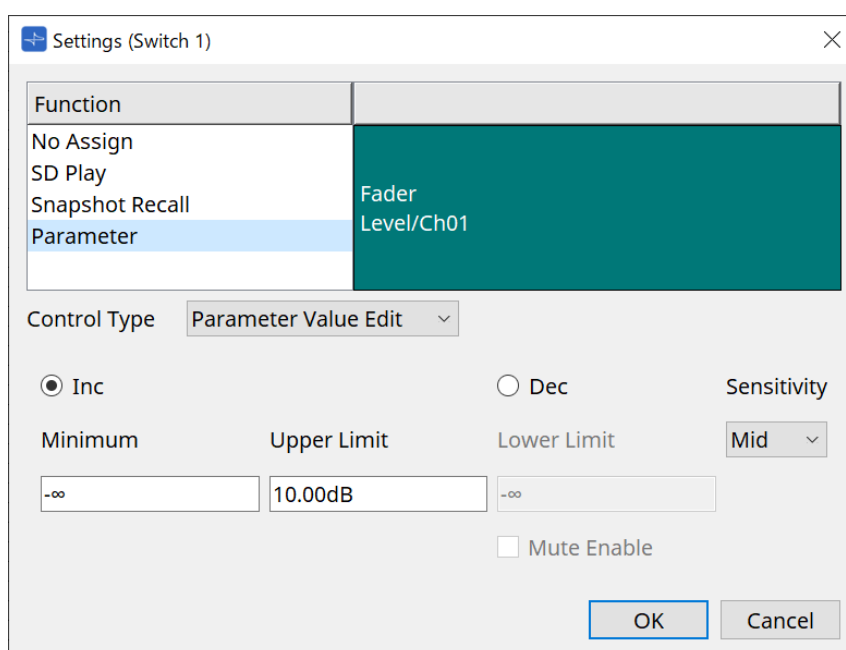 Settings (Switch 1)
Function
No Assign
SD Play
Snapshot Recall
Parameter
Fader
Level/Ch01
Control Type Parameter Value Edit
Inc Dec Sensitivity
Minimum Upper Limit Lower Limit Mid
-∞ 10.00dB -∞
Mute Enable
OK Cancel